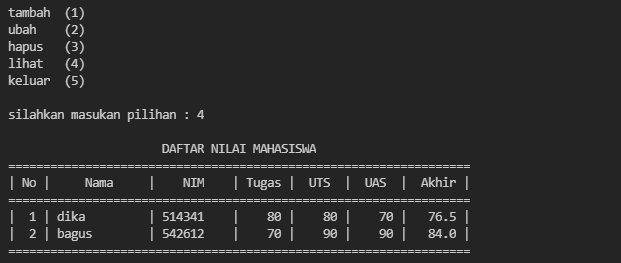 tambah  (1)
ubah    (2)
hapus   (3)
lihat   (4)
keluar  (5)
silahkan masukan pilihan : 4
DAFTAR NILAI MAHASISWA
==================================================================
| No |     Nama     |    NIM    | Tugas |  UTS  |  UAS  |  Akhir |
==================================================================
|  1 | dika         | 514341    |    80 |    80 |    70 |   76.5 |
|  2 | bagus        | 542612    |    70 |    90 |    90 |   84.0 |
==================================================================